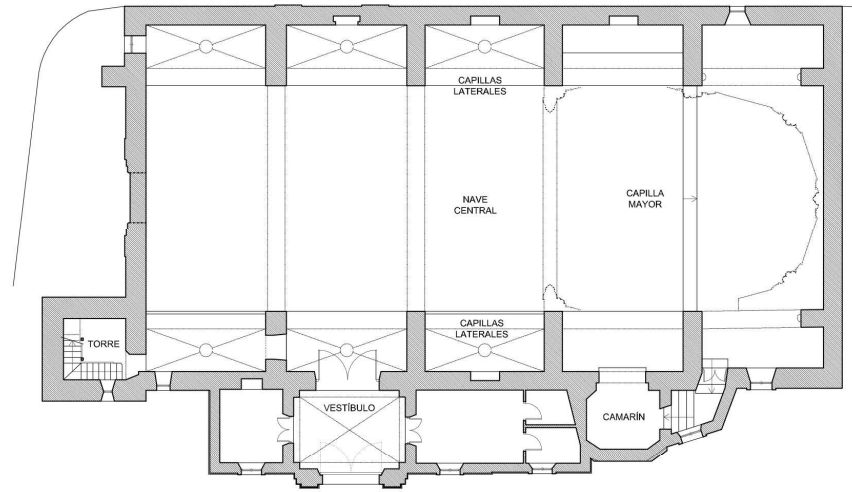 CAPILLAS
LATERALES
NAVE
CENTRAL
CAPILLA
MAYOR
CAPILLAS
LATERALES
TORRE
VESTÍBULO
CAMARÍN